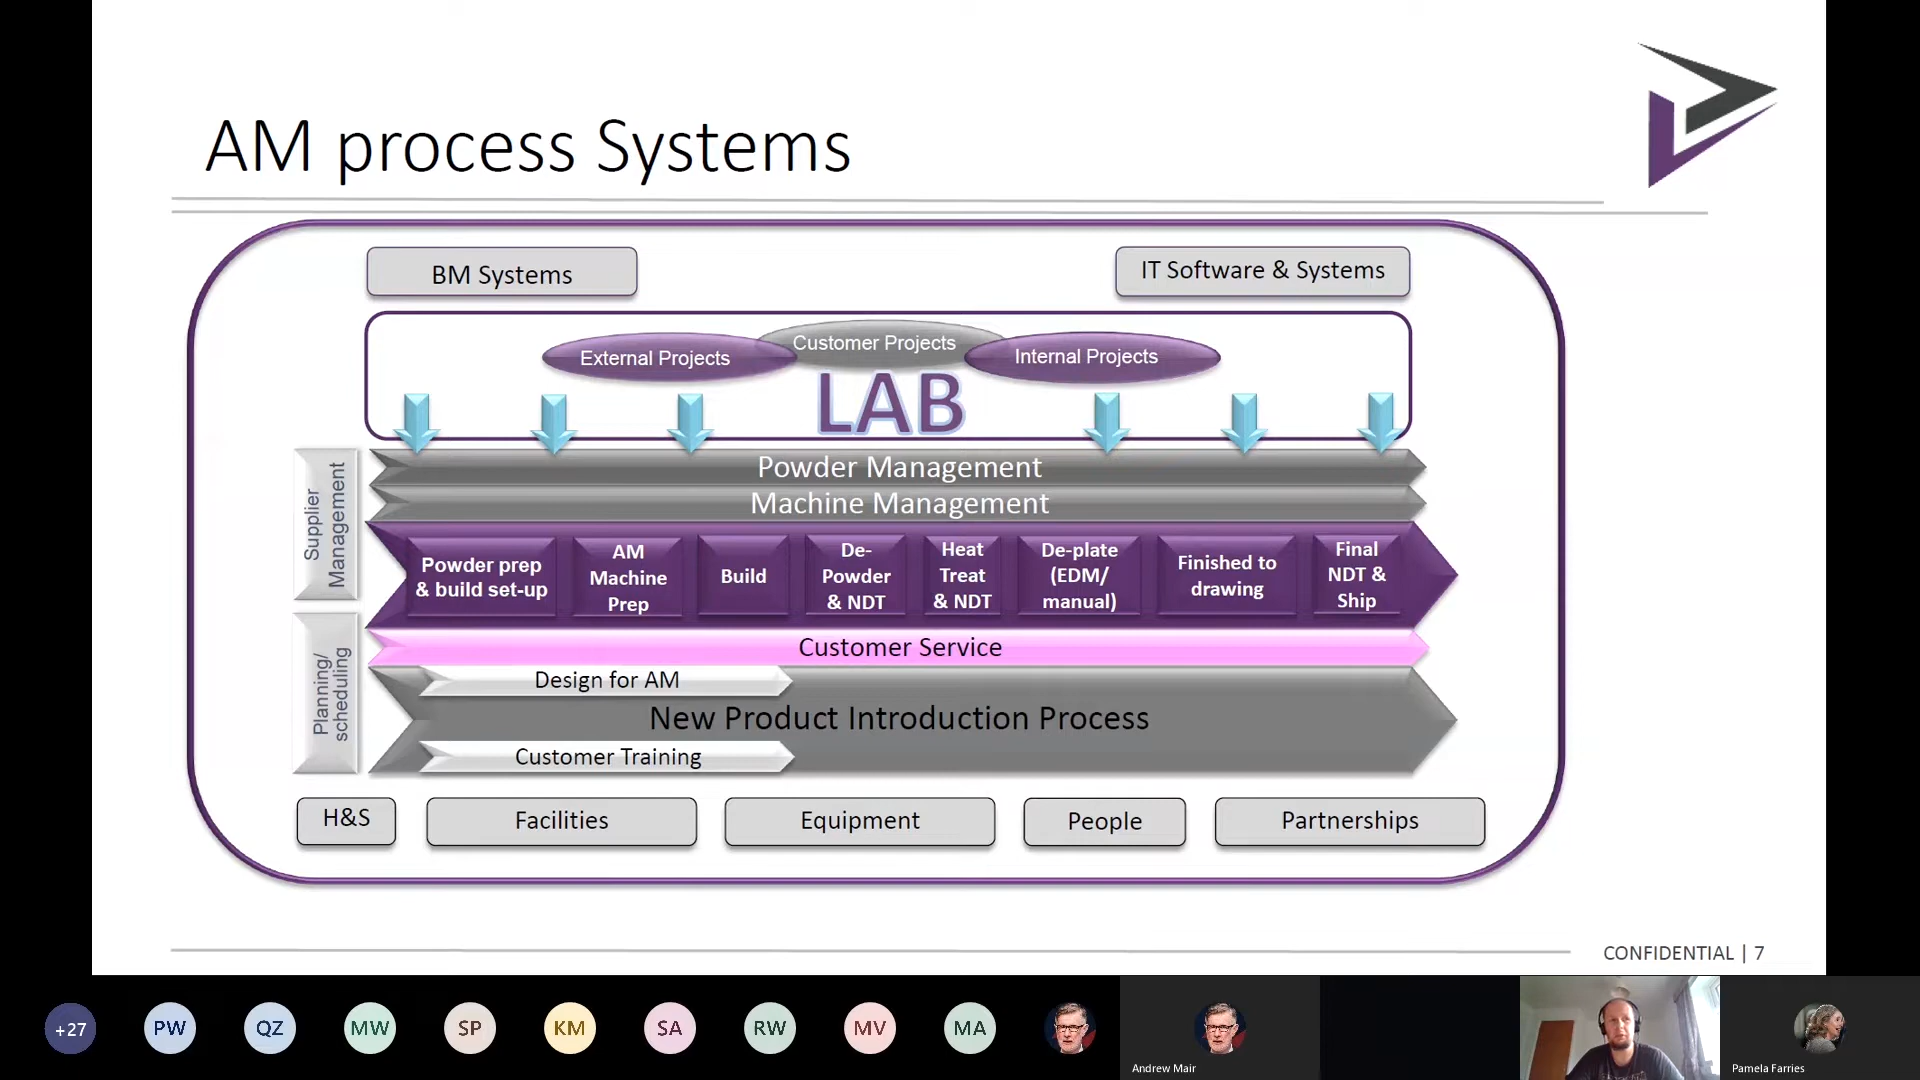 AM process Systems
BM Systems
IT Software & Systems
External Projects
Customer Projects
Internal Projects
LAB
Supplier
Management
Powder Management
Machine Management
Powder prep
& build set-up
AM
Machine
Prep
Build
De-
Powder
& NDT
Heat
Treat
& NDT
De-plate
(EDM/
manual)
Finished to
drawing
Final
NDT &
Ship
Planning/
scheduling
Customer Service
Design for AM
New Product Introduction Process
Customer Training
H&S
Facilities
Equipment
People
Partnerships
CONFIDENTIAL | 7
+27
PW
QZ
MW
SP
KM
SA
RW
MV
MA
Andrew Mair
Pamela Farries